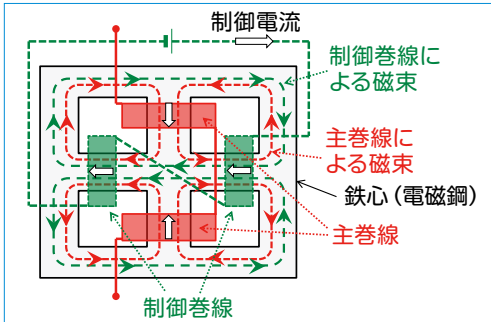 制御電流
制御巻線に
よる磁束
主巻線
による磁束
鉄心(電磁鋼)
主巻線
制御巻線